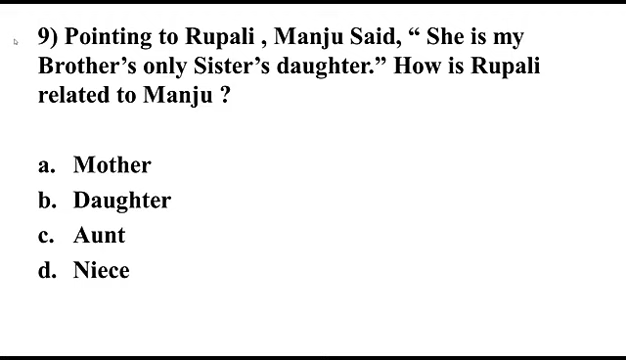 9) Pointing to Rupali , Manju Said, “ She is my
Brother’s only Sister’s daughter.” How is Rupali
related to Manju ?
a. Mother
b. Daughter
c. Aunt
d. Niece